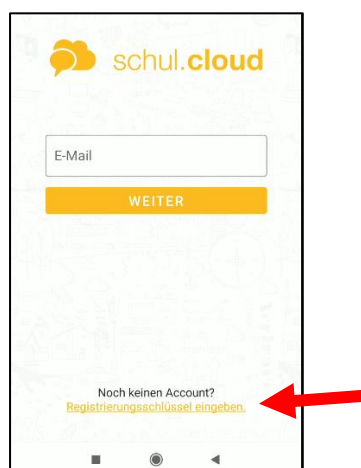 schul.cloud
E-Mail
WEITER
Noch keinen Account?
Registrierungsschlüssel eingeben.